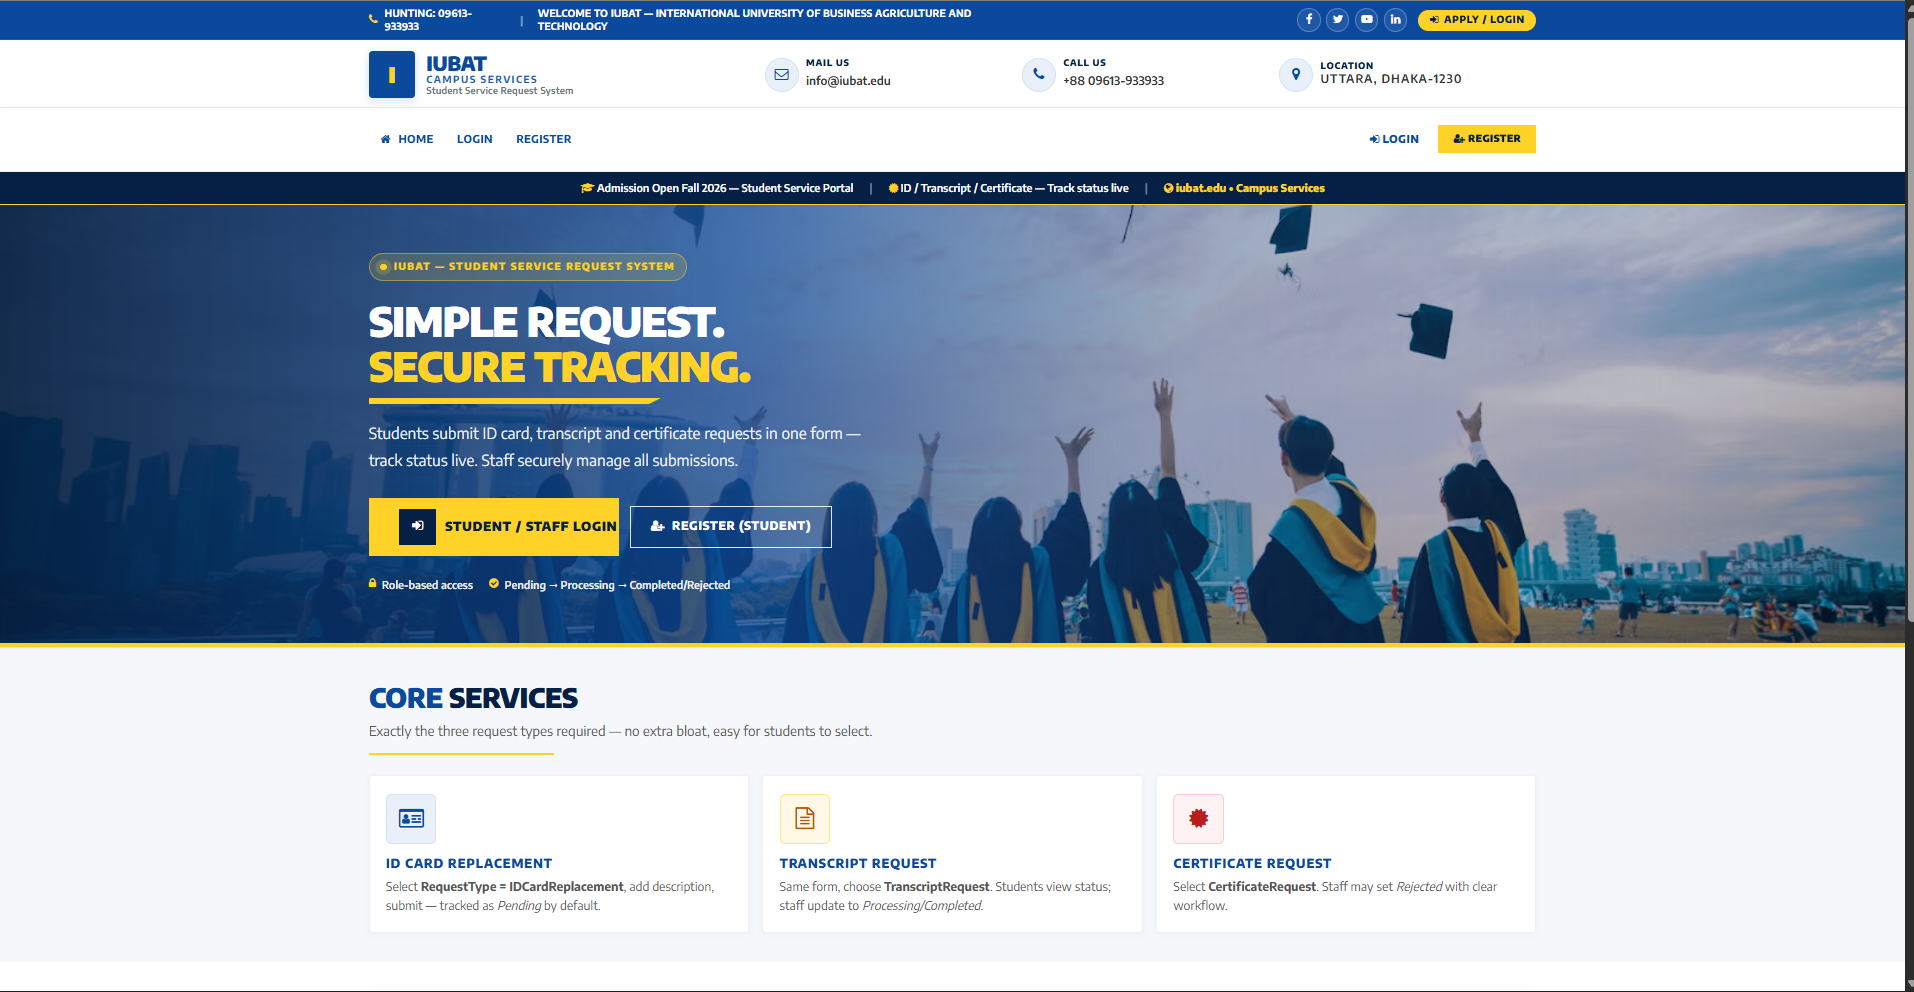 HUNTING: 09613-
933933
|
WELCOME TO IUBAT — INTERNATIONAL UNIVERSITY OF BUSINESS AGRICULTURE AND
TECHNOLOGY
APPLY / LOGIN
IUBAT
CAMPUS SERVICES
Student Service Request System
MAIL US
info@iubat.edu
CALL US
+88 09613-933933
LOCATION
UTTARA, DHAKA-1230
HOME LOGIN REGISTER
LOGIN REGISTER
Admission Open Fall 2026 — Student Service Portal | ID / Transcript / Certificate — Track status live | iubat.edu • Campus Services
IUBAT — STUDENT SERVICE REQUEST SYSTEM
SIMPLE REQUEST.
SECURE TRACKING.
Students submit ID card, transcript and certificate requests in one form —
track status live. Staff securely manage all submissions.
STUDENT / STAFF LOGIN
REGISTER (STUDENT)
Role-based access Pending → Processing → Completed/Rejected
CORE SERVICES
Exactly the three request types required — no extra bloat, easy for students to select.
ID CARD REPLACEMENT
Select RequestType = IDCardReplacement, add description,
submit — tracked as Pending by default.
TRANSCRIPT REQUEST
Same form, choose TranscriptRequest. Students view status;
staff update to Processing/Completed.
CERTIFICATE REQUEST
Select CertificateRequest. Staff may set Rejected with clear
workflow.